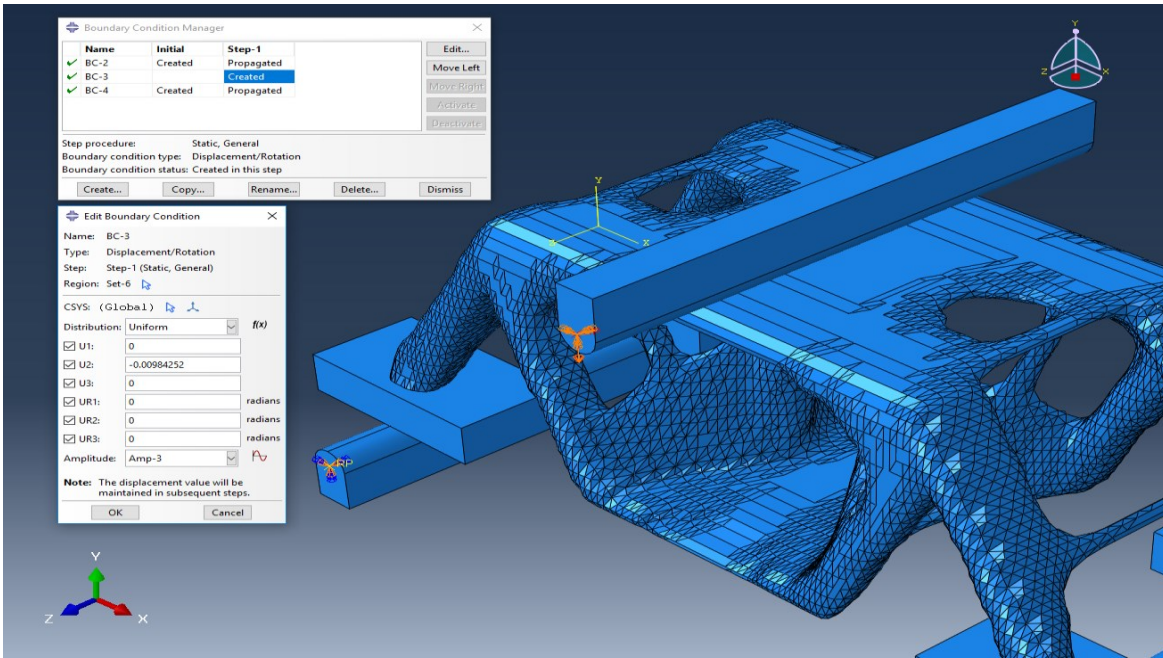 Boundary Condition Manager
Name Initial Step-1
BC-2 Created Propagated
BC-3 Created
BC-4 Created Propagated
Edit...
Move Left
Move Right
Activate
Deactivate
Step procedure: Static, General
Boundary condition type: Displacement/Rotation
Boundary condition status: Created in this step
Create... Copy... Rename... Delete... Dismiss
Edit Boundary Condition
Name: BC-3
Type: Displacement/Rotation
Step: Step-1 (Static, General)
Region: Set-6
CSYS: (Global)
Distribution: Uniform f(x)
U1: 0
U2: -0.00984252
U3: 0
UR1: 0 radians
UR2: 0 radians
UR3: 0 radians
Amplitude: Amp-3
Note: The displacement value will be
maintained in subsequent steps.
OK Cancel
Y
Z X
Y
Z X
RP
Y
Z X